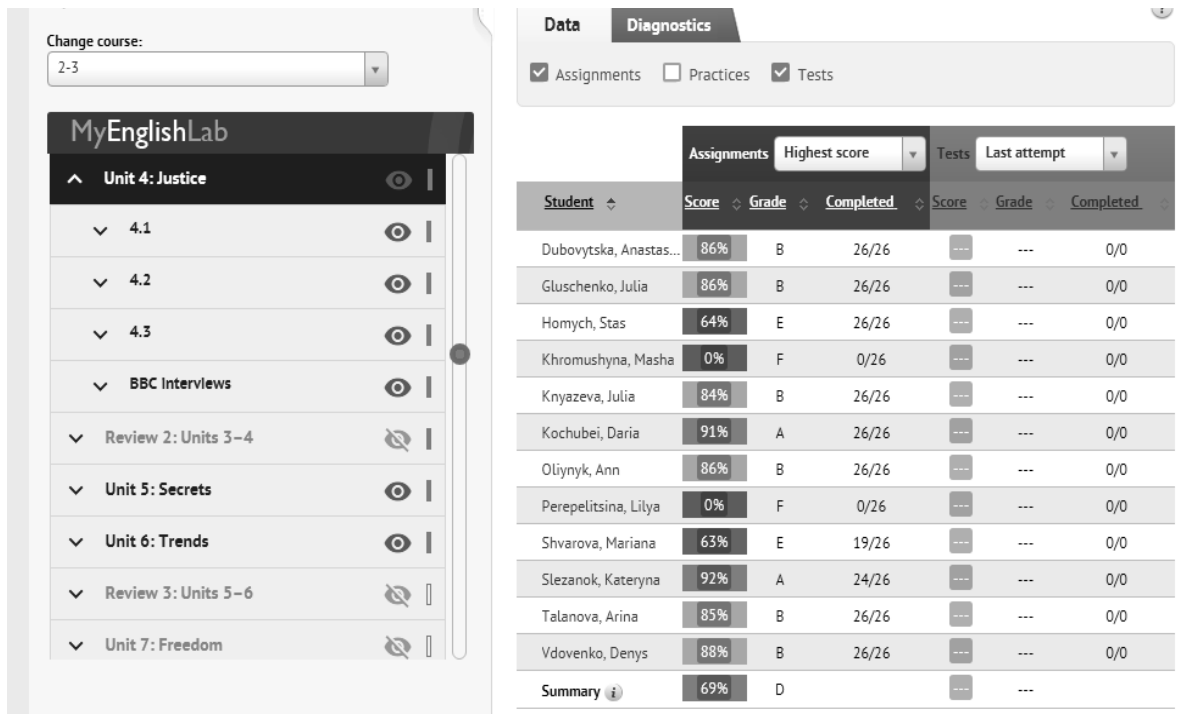 Change course:
2-3
MyEnglishLab
Unit 4: Justice
4.1
4.2
4.3
BBC Interviews
Review 2: Units 3–4
Unit 5: Secrets
Unit 6: Trends
Review 3: Units 5–6
Unit 7: Freedom
Data Diagnostics
Assignments Practices Tests
Assignments Highest score Tests Last attempt
Student Score Grade Completed Score Grade Completed
Dubovytska, Anastas... 86% B 26/26 --- --- 0/0
Gluschenko, Julia 86% B 26/26 --- --- 0/0
Homych, Stas 64% E 26/26 --- --- 0/0
Khromushyna, Masha 0% F 0/26 --- --- 0/0
Knyazeva, Julia 84% B 26/26 --- --- 0/0
Kochubei, Daria 91% A 26/26 --- --- 0/0
Oliynyk, Ann 86% B 26/26 --- --- 0/0
Perepelitsina, Lilya 0% F 0/26 --- --- 0/0
Shvarova, Mariana 63% E 19/26 --- --- 0/0
Slezanok, Kateryna 92% A 24/26 --- --- 0/0
Talanova, Arina 85% B 26/26 --- --- 0/0
Vdovenko, Denys 88% B 26/26 --- --- 0/0
Summary i 69% D --- ---